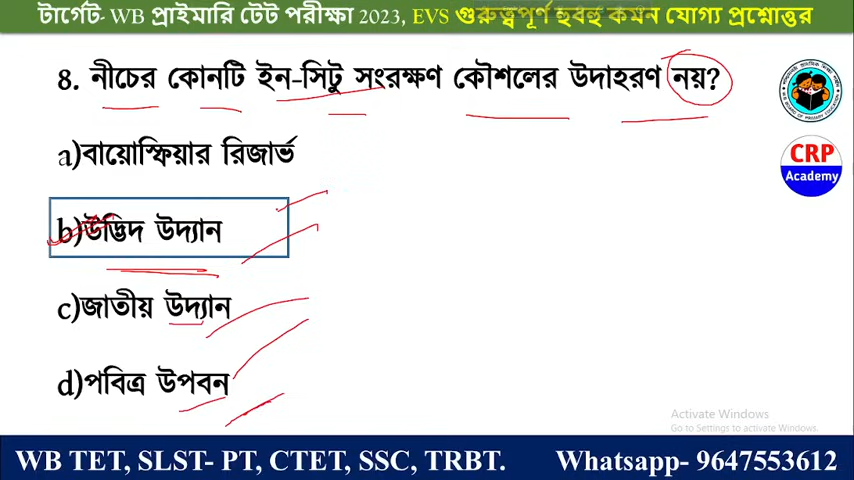 টার্গেট- WB প্রাইমারি টেট পরীক্ষা 2023, EVS গুরুত্বপূর্ণ হুবহু কমন যোগ্য প্রশ্নোত্তর
8. নীচের কোনটি ইন-সিটু সংরক্ষণ কৌশলের উদাহরণ নয়?
a)বায়োস্ফিয়ার রিজার্ভ
b)উদ্ভিদ উদ্যান
c)জাতীয় উদ্যান
d)পবিত্র উপবন
CRP
Academy
Activate Windows
Go to Settings to activate Windows.
WB TET, SLST- PT, CTET, SSC, TRBT. Whatsapp- 9647553612